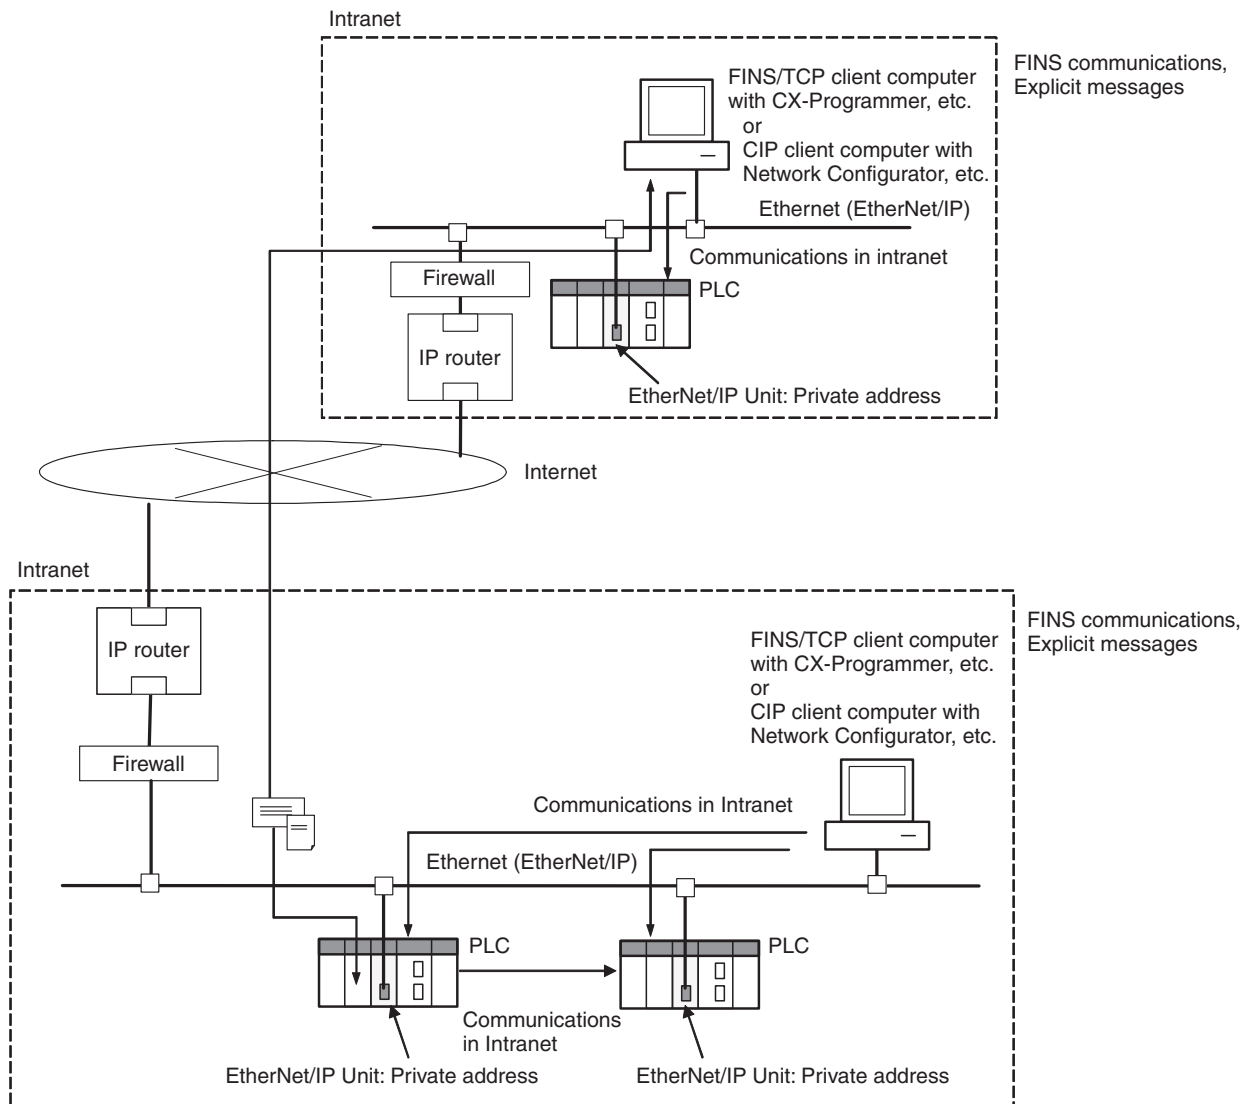 Intranet
FINS communications,
Explicit messages
FINS/TCP client computer
with CX-Programmer, etc.
or
CIP client computer with
Network Configurator, etc.
Ethernet (EtherNet/IP)
Communications in intranet
Firewall
PLC
IP router
EtherNet/IP Unit: Private address
Internet
Intranet
FINS communications,
Explicit messages
IP router
FINS/TCP client computer
with CX-Programmer, etc.
or
CIP client computer with
Network Configurator, etc.
Firewall
Communications in Intranet
Ethernet (EtherNet/IP)
PLC
PLC
Communications
in Intranet
EtherNet/IP Unit: Private address
EtherNet/IP Unit: Private address